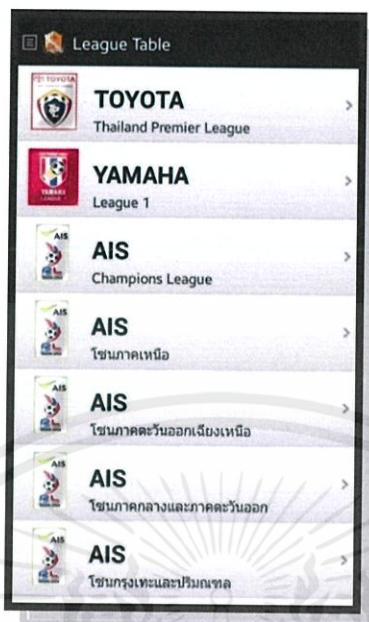 League Table
TOYOTA
Thailand Premier League
YAMAHA
League 1
AIS
AIS
Champions League
AIS
AIS
โซนภาคเหนือ
AIS
AIS
โซนภาคตะวันออกเฉียงเหนือ
AIS
AIS
โซนภาคกลางและภาคตะวันออก
AIS
AIS
โซนกรุงเทพและปริมณฑล